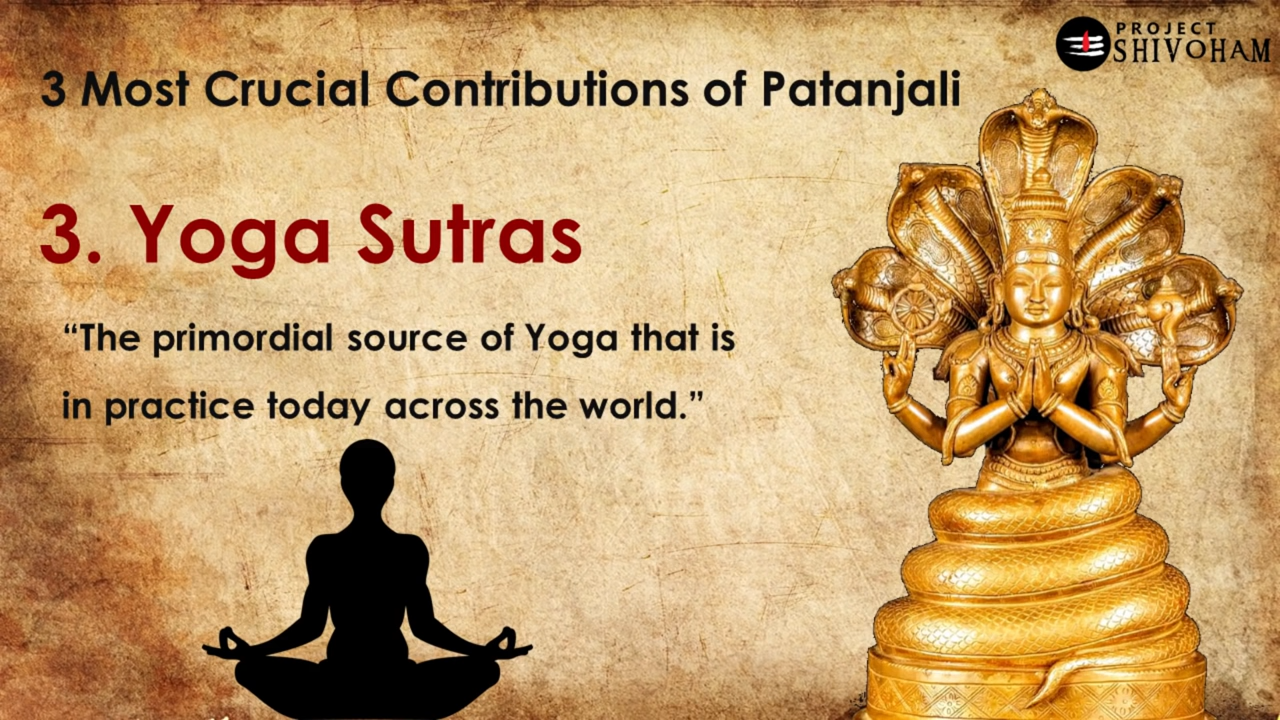 PROJECT
SHIVOHAM
3 Most Crucial Contributions of Patanjali
3. Yoga Sutras
“The primordial source of Yoga that is
in practice today across the world.”